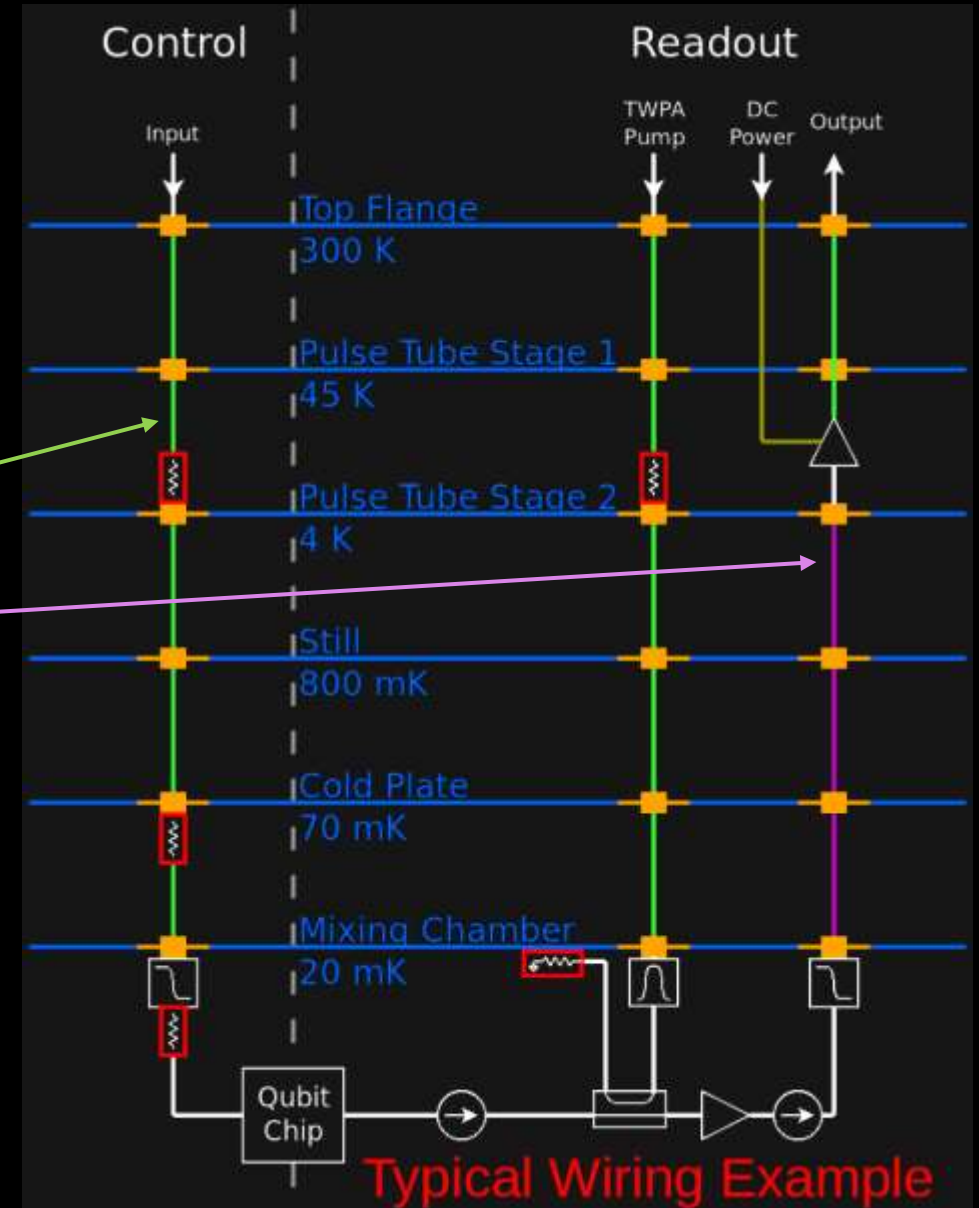 Control
Readout
Input
TWPA
Pump
DC
Power
Output
Top Flange
300 K
Pulse Tube Stage 1
45 K
Pulse Tube Stage 2
4 K
Still
800 mK
Cold Plate
70 mK
Mixing Chamber
20 mK
Qubit
Chip
Typical Wiring Example